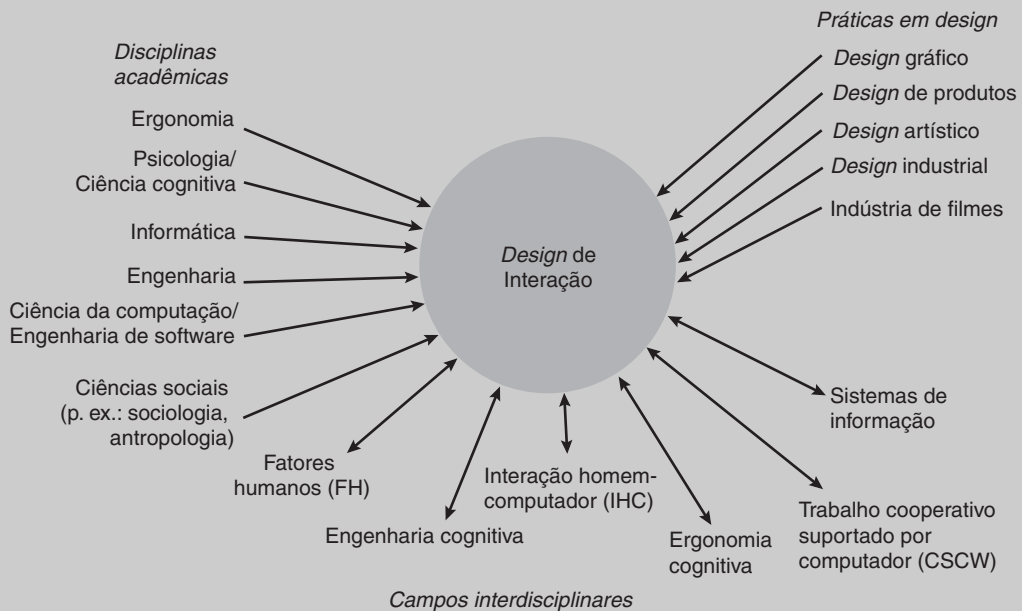 Disciplinas
acadêmicas
Ergonomia
Psicologia/
Ciência cognitiva
Informática
Engenharia
Ciência da computação/
Engenharia de software
Ciências sociais
(p. ex.: sociologia,
antropologia)
Práticas em design
Design gráfico
Design de produtos
Design artístico
Design industrial
Indústria de filmes
Design de
Interação
Fatores
humanos (FH)
Engenharia cognitiva
Interação homem-
computador (IHC)
Ergonomia
cognitiva
Trabalho cooperativo
suportado por
computador (CSCW)
Sistemas de
informação
Campos interdisciplinares